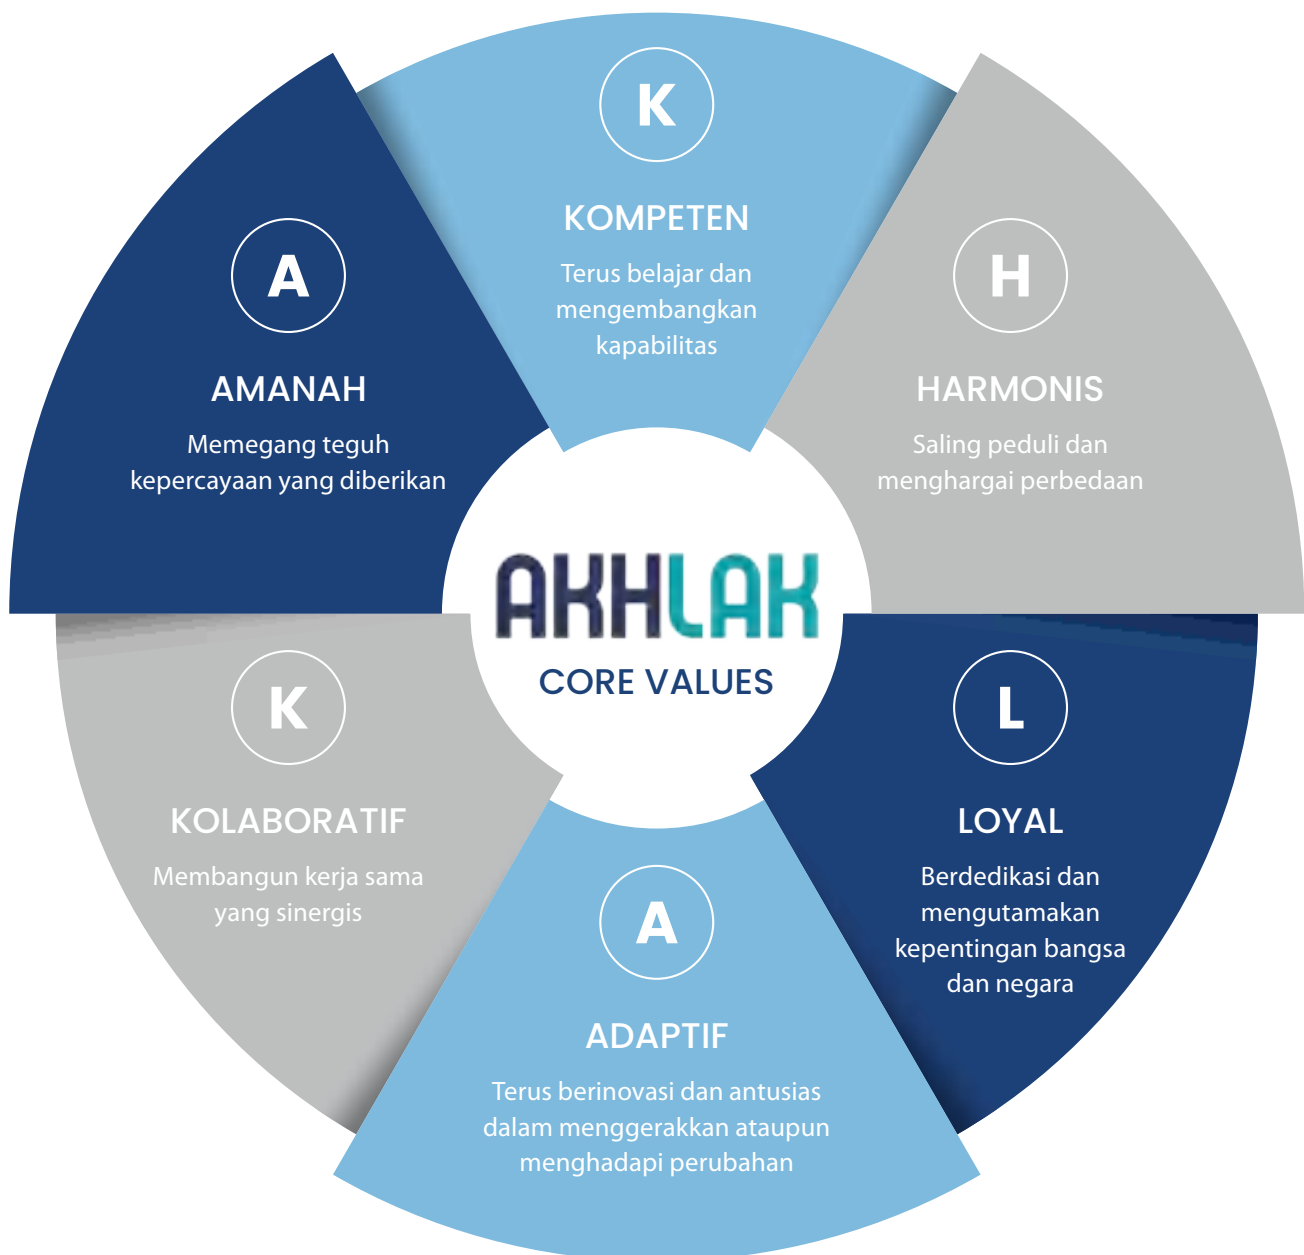 A
AMANAH
Memegang teguh
kepercayaan yang diberikan
K
KOMPETEN
Terus belajar dan
mengembangkan
kapabilitas
H
HARMONIS
Saling peduli dan
menghargai perbedaan
AKHLAK
CORE VALUES
L
LOYAL
Berdedikasi dan
mengutamakan
kepentingan bangsa
dan negara
A
ADAPTIF
Terus berinovasi dan antusias
dalam menggerakkan ataupun
menghadapi perubahan
K
KOLABORATIF
Membangun kerja sama
yang sinergis